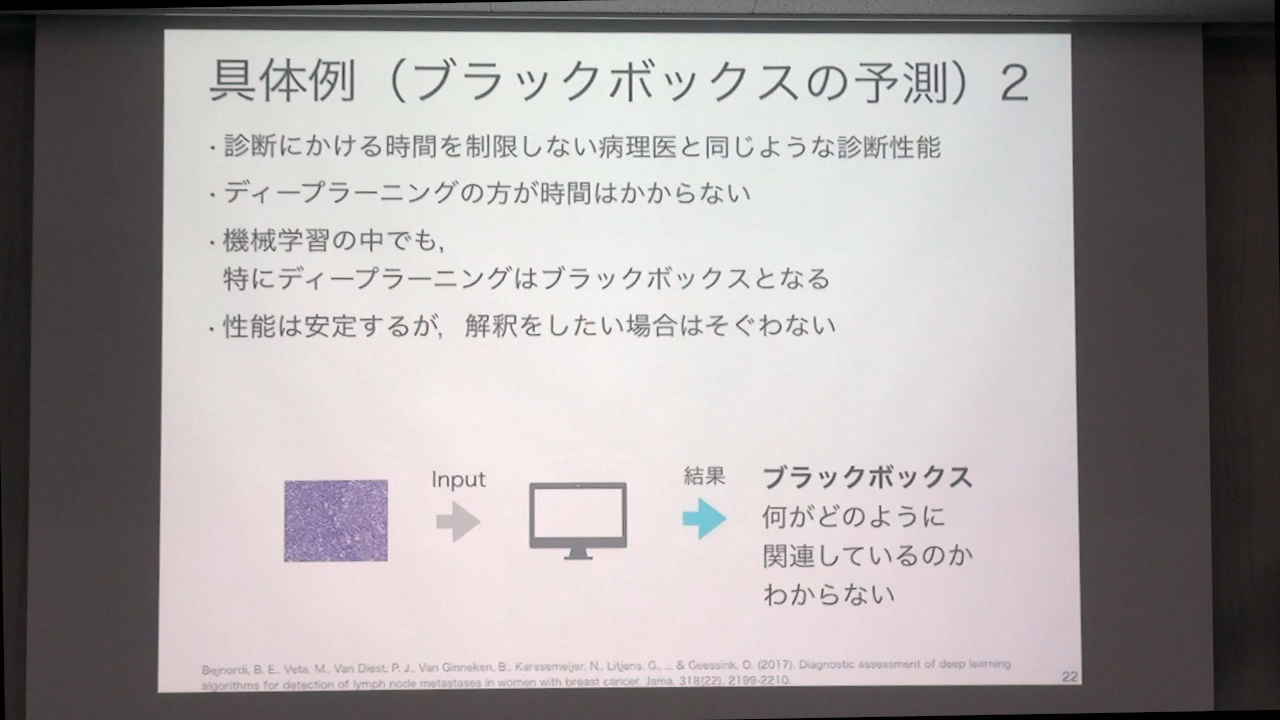 具体例（ブラックボックスの予測）2
・診断にかける時間を制限しない病理医と同じような診断性能
・ディープラーニングの方が時間はかからない
・機械学習の中でも,
特にディープラーニングはブラックボックスとなる
・性能は安定するが, 解釈をしたい場合はそぐわない
Input
結果
ブラックボックス
何がどのように
関連しているのか
わからない
Bejnordi, B. E., Veta, M., Van Diest, P. J., Van Ginneken, B., Karssemeijer, N., Litjens, G., ... & Geessink, O. (2017). Diagnostic assessment of deep learning
algorithms for detection of lymph node metastases in women with breast cancer. Jama, 318(22), 2199-2210.
22